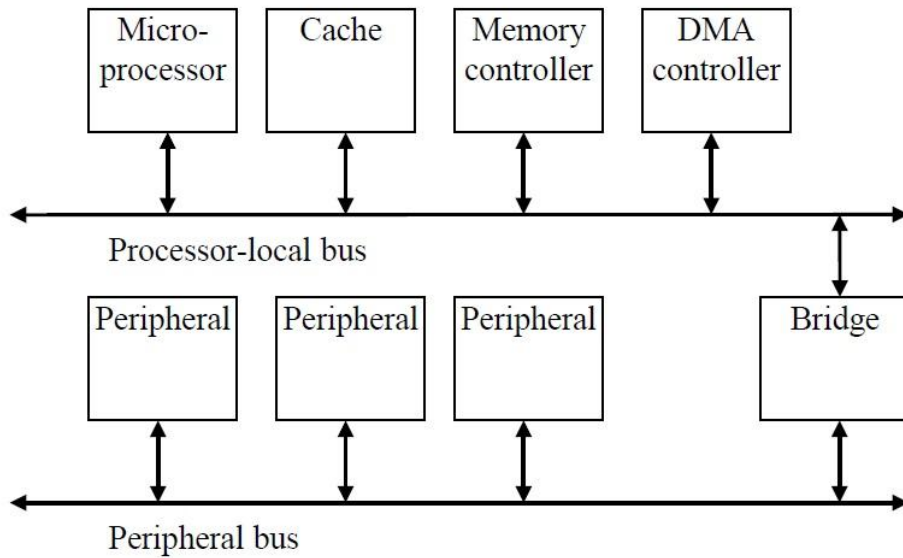 Micro-
processor
Cache
Memory
controller
DMA
controller
Processor-local bus
Peripheral
Peripheral
Peripheral
Bridge
Peripheral bus